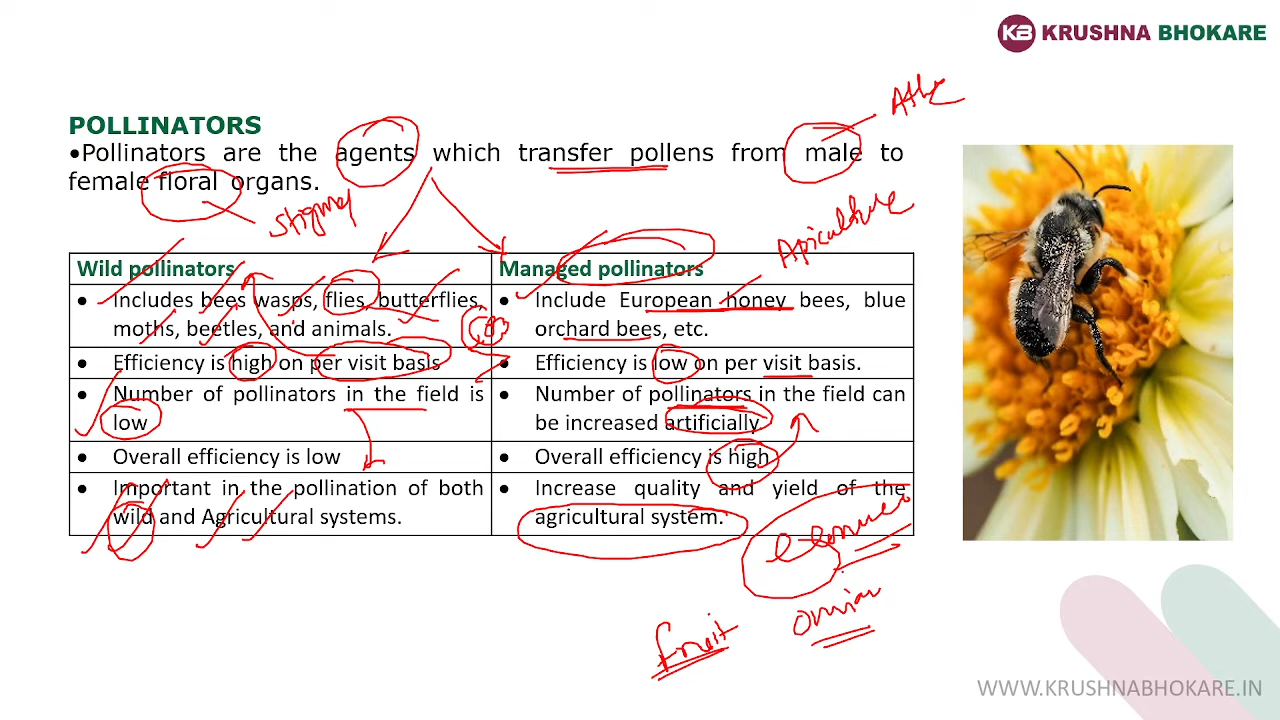 KB KRUSHNA BHOKARE
POLLINATORS
•Pollinators are the agents which transfer pollens from male to
female floral organs.
Stigma
Apiculture
Wild pollinators
• Includes bees wasps, flies, butterflies,
moths, beetles, and animals.
• Efficiency is high on per visit basis
• Number of pollinators in the field is
low
• Overall efficiency is low
• Important in the pollination of both
wild and Agricultural systems.
Managed pollinators
• Include European honey bees, blue
orchard bees, etc.
• Efficiency is low on per visit basis.
• Number of pollinators in the field can
be increased artificially
• Overall efficiency is high
• Increase quality and yield of the
agricultural system.
Fruit
WWW.KRUSHNABHOKARE.IN